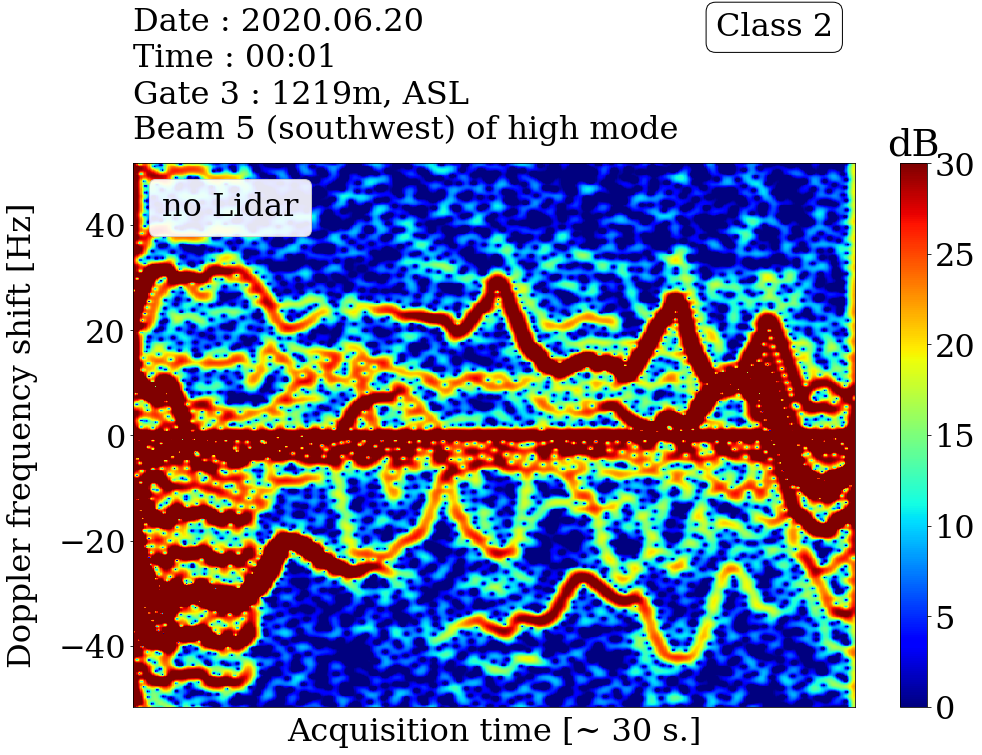 Date : 2020.06.20
Time : 00:01
Gate 3 : 1219m, ASL
Beam 5 (southwest) of high mode
Class 2
dB
no Lidar
Doppler frequency shift [Hz]
40
20
0
−20
−40
30
25
20
15
10
5
0
Acquisition time [~ 30 s.]